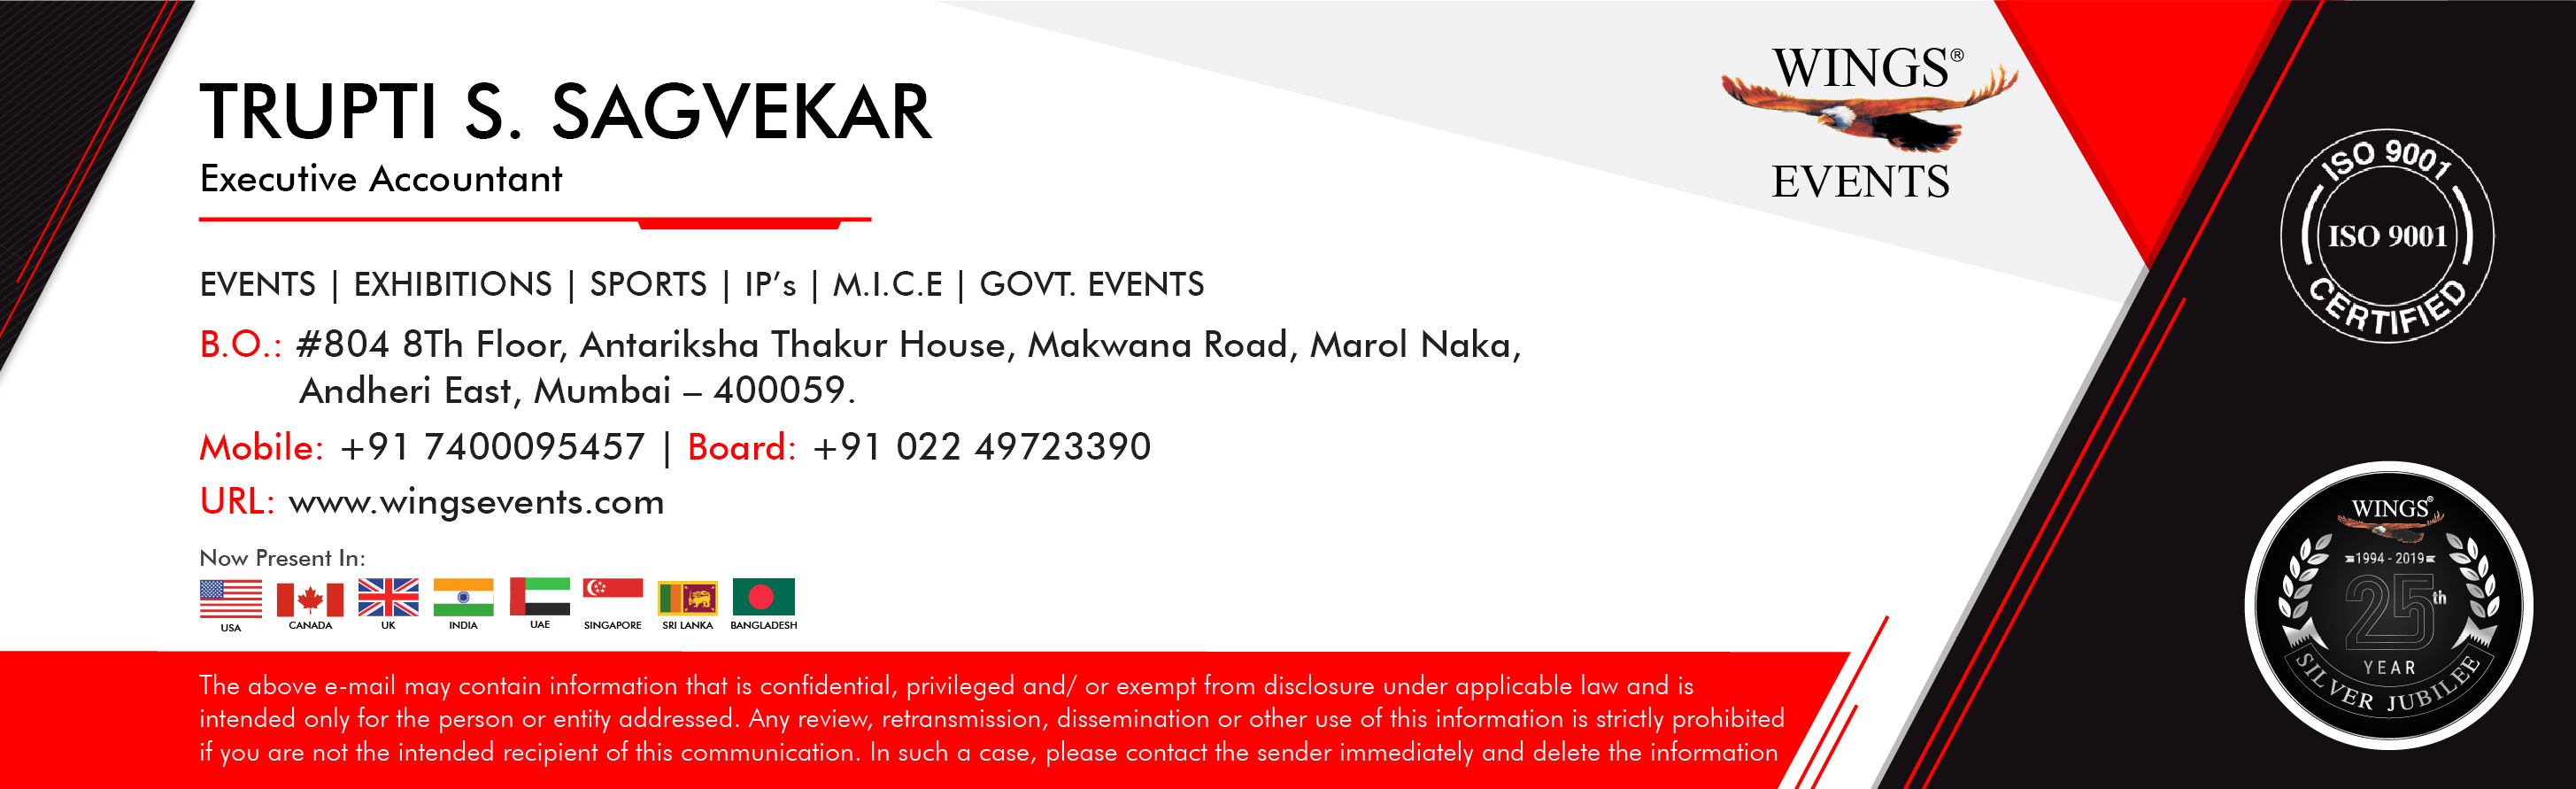 TRUPTI S. SAGVEKAR
Executive Accountant
WINGS®
EVENTS
EVENTS | EXHIBITIONS | SPORTS | IP’s | M.I.C.E | GOVT. EVENTS
B.O.: #804 8Th Floor, Antariksha Thakur House, Makwana Road, Marol Naka,
Andheri East, Mumbai – 400059.
Mobile: +91 7400095457 | Board: +91 022 49723390
URL: www.wingsevents.com
Now Present In:
USA CANADA UK INDIA UAE SINGAPORE SRI LANKA BANGLADESH
The above e-mail may contain information that is confidential, privileged and/ or exempt from disclosure under applicable law and is
intended only for the person or entity addressed. Any review, retransmission, dissemination or other use of this information is strictly prohibited
if you are not the intended recipient of this communication. In such a case, please contact the sender immediately and delete the information
ISO 9001
ISO 9001
CERTIFIED
WINGS®
1994 - 2019
25th
YEAR
SILVER JUBILEE